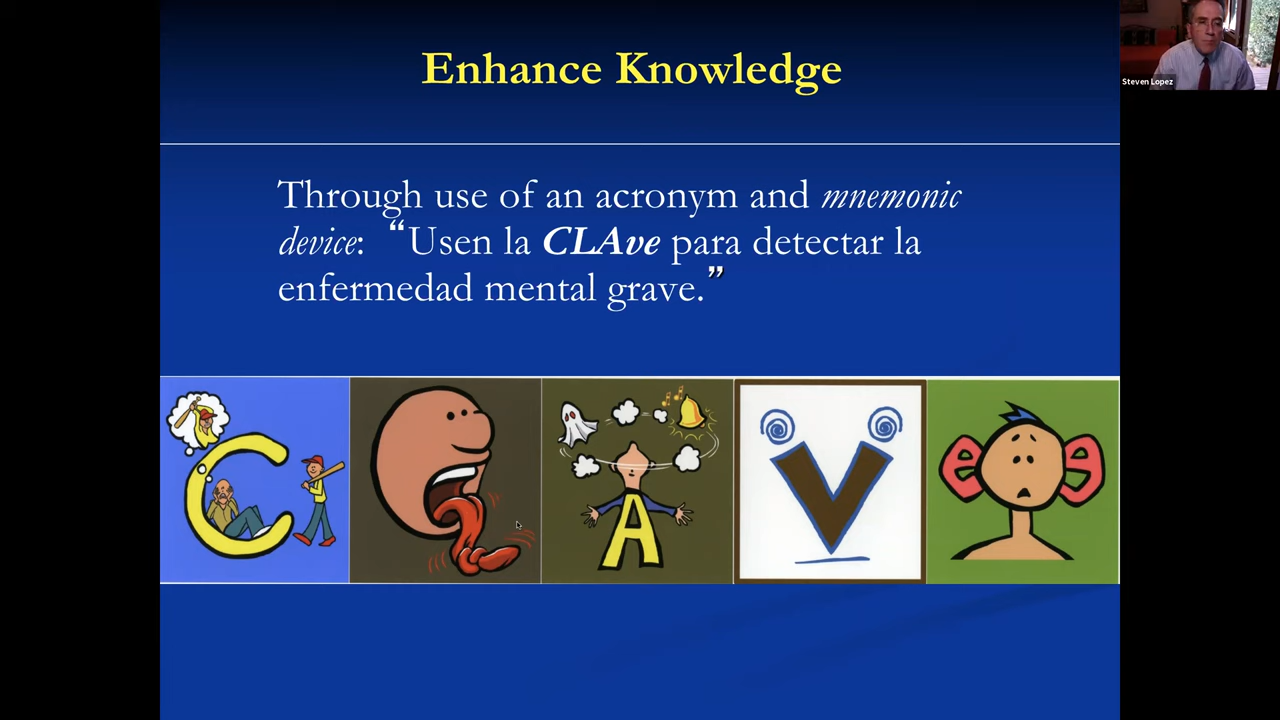 Enhance Knowledge
Steven Lopez
Through use of an acronym and mnemonic
device: “Usen la CLAve para detectar la
enfermedad mental grave.”
C L A V e e